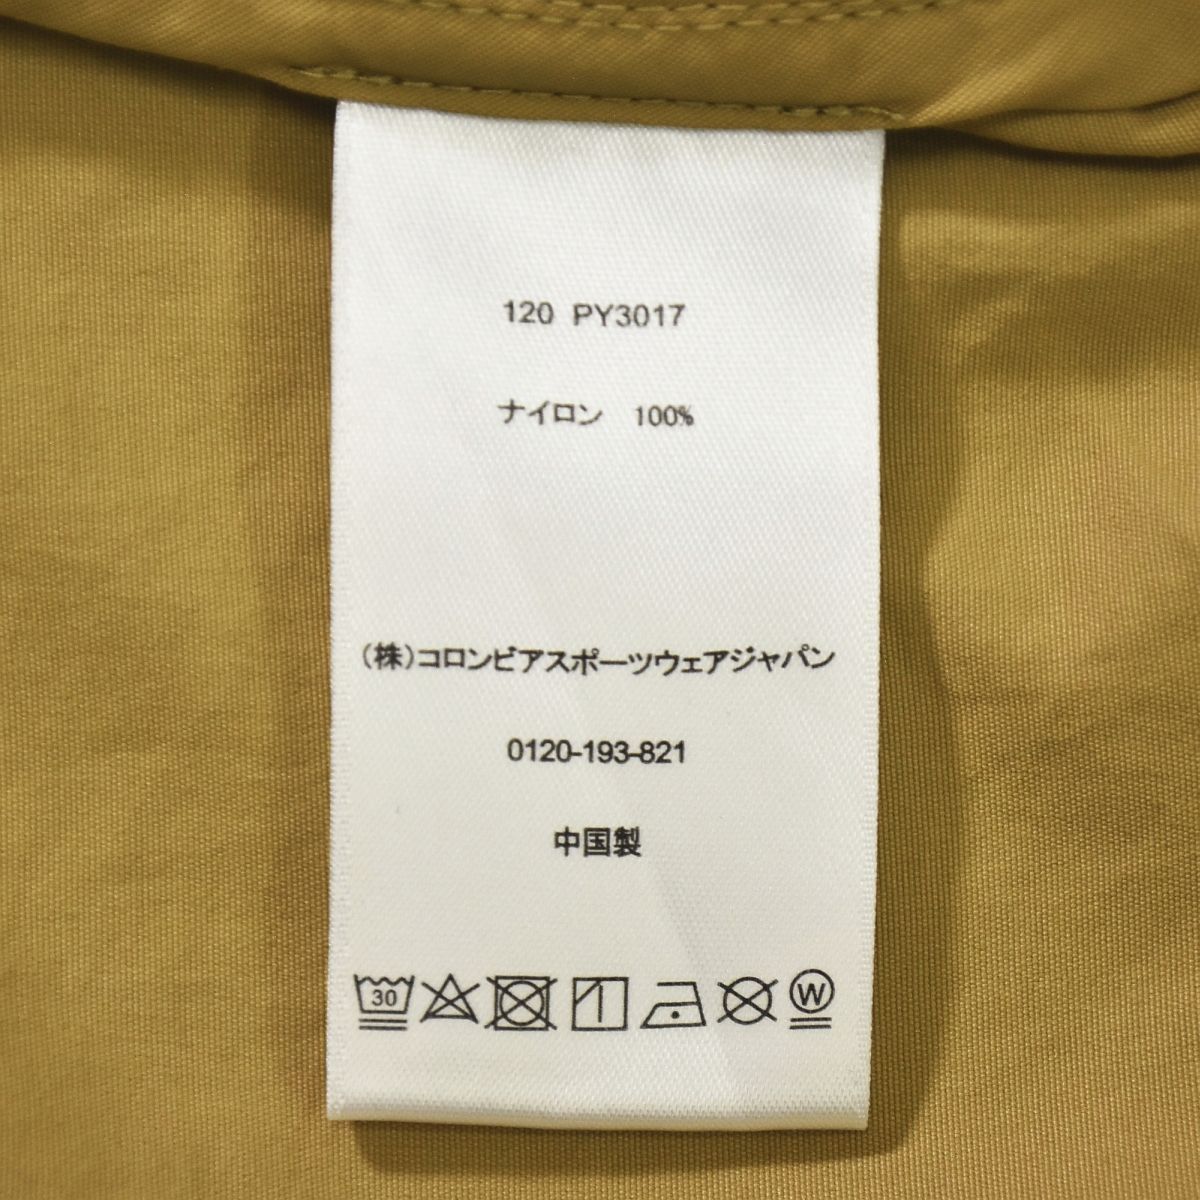 120 PY3017
ナイロン 100%
(株)コロンビアスポーツウェアジャパン
0120-193-821
中国製
30 W